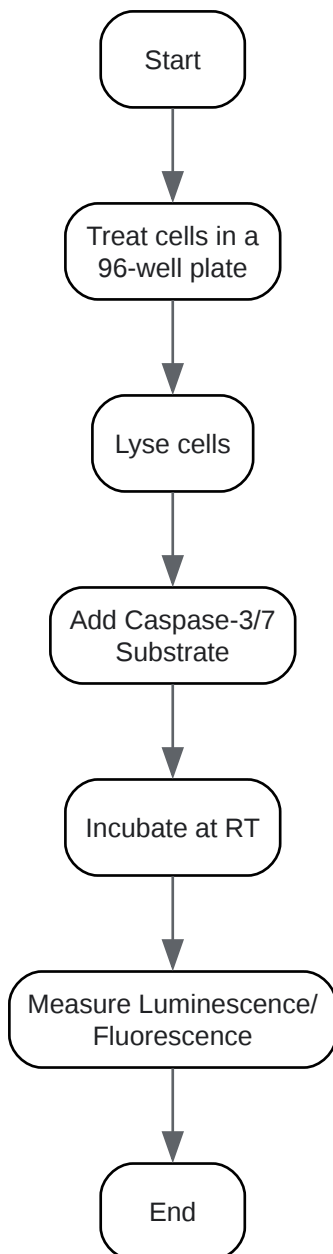 Start
Treat cells in a
96-well plate
Lyse cells
Add Caspase-3/7
Substrate
Incubate at RT
Measure Luminescence/
Fluorescence
End